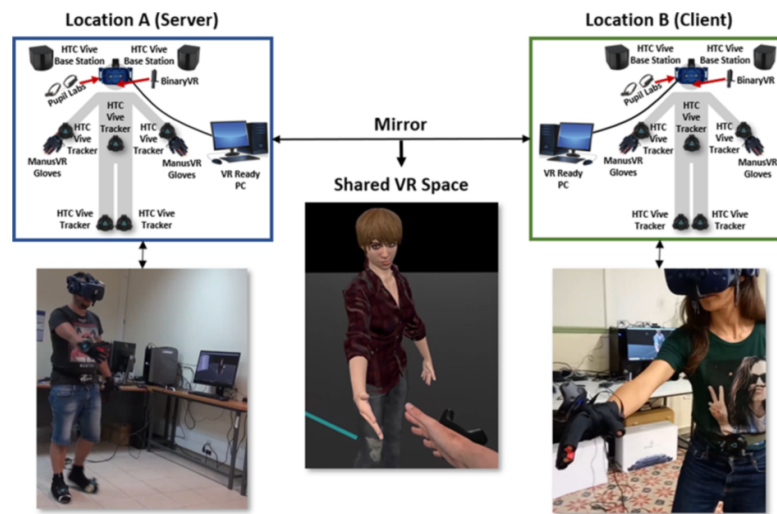 Location A (Server)
HTC Vive
Base Station
HTC Vive
Base Station
Pupil Labs
BinaryVR
HTC
Vive
Tracker
HTC
Vive
Tracker
HTC
Vive
Tracker
ManusVR
Gloves
ManusVR
Gloves
VR Ready
PC
HTC Vive
Tracker
HTC Vive
Tracker
Mirror
Shared VR Space
Location B (Client)
HTC Vive
Base Station
HTC Vive
Base Station
Pupil Labs
BinaryVR
HTC
Vive
Tracker
HTC
Vive
Tracker
HTC
Vive
Tracker
VR Ready
PC
ManusVR
Gloves
ManusVR
Gloves
HTC Vive
Tracker
HTC Vive
Tracker